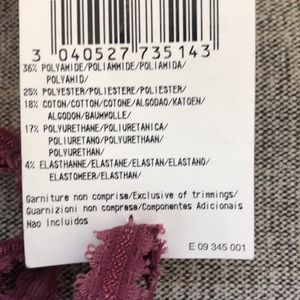 3 040527 735143
36% POLYAMIDE/POLIAMMIDE/POLIAMIDA/
POLYAMID/
25% POLYESTER/POLIESTERE/POLIESTER/
18% COTON/COTTON/COTONE/ALGODAO/KATOEN/
ALGODON/BAUMWOLLE/
17% POLYURETHANE/POLIURETANICA/
POLIURETANO/POLYURETHAAN/
POLYURETHAN/
4% ELASTHANNE/ELASTANE/ELASTAN/ELASTANO/
ELASTOMEER/ELASTHAN/
Garniture non comprise/Exclusive of trimmings/
Guarnizioni non comprese/Componentes Adicionais
Nao Incluidos
E 09 345 001